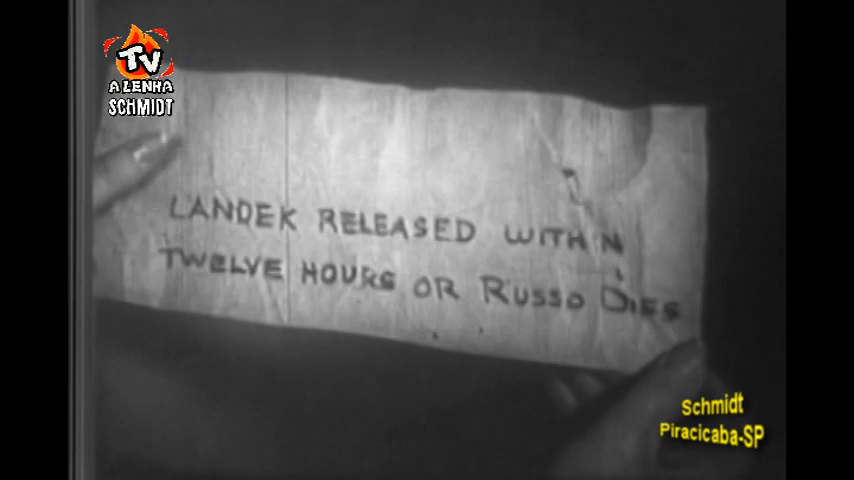 TV
A LENHA
SCHMIDT
LANDEK RELEASED WITHIN
TWELVE HOURS OR RUSSO DIES
Schmidt
Piracicaba-SP